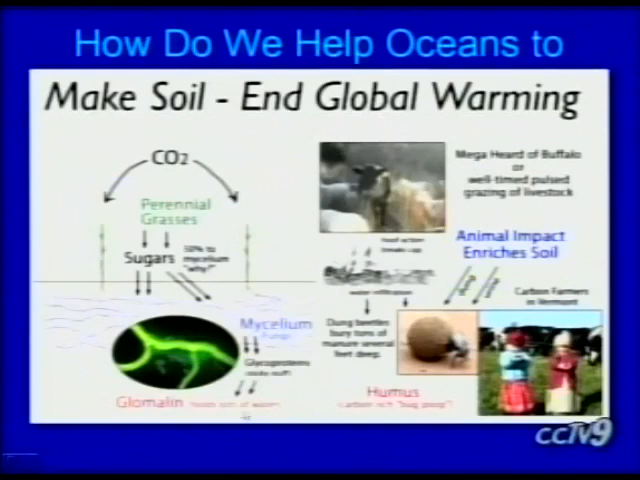 How Do We Help Oceans to
Make Soil - End Global Warming
CO2
Perennial
Grasses
Sugars
50% to
mycelium
"why?"
Mycelium
Fungi
Glycoproteins
Glomalin
Mega Heard of Buffalo
or
well-timed pulsed
grazing of livestock
hoof action
breaks cap
Animal Impact
Enriches Soil
water infiltration
Dung beetles
bury tons of
manure several
feet deep.
Carbon Farmers
in Vermont
Humus
carbon rich "bug poop"
CCTV9